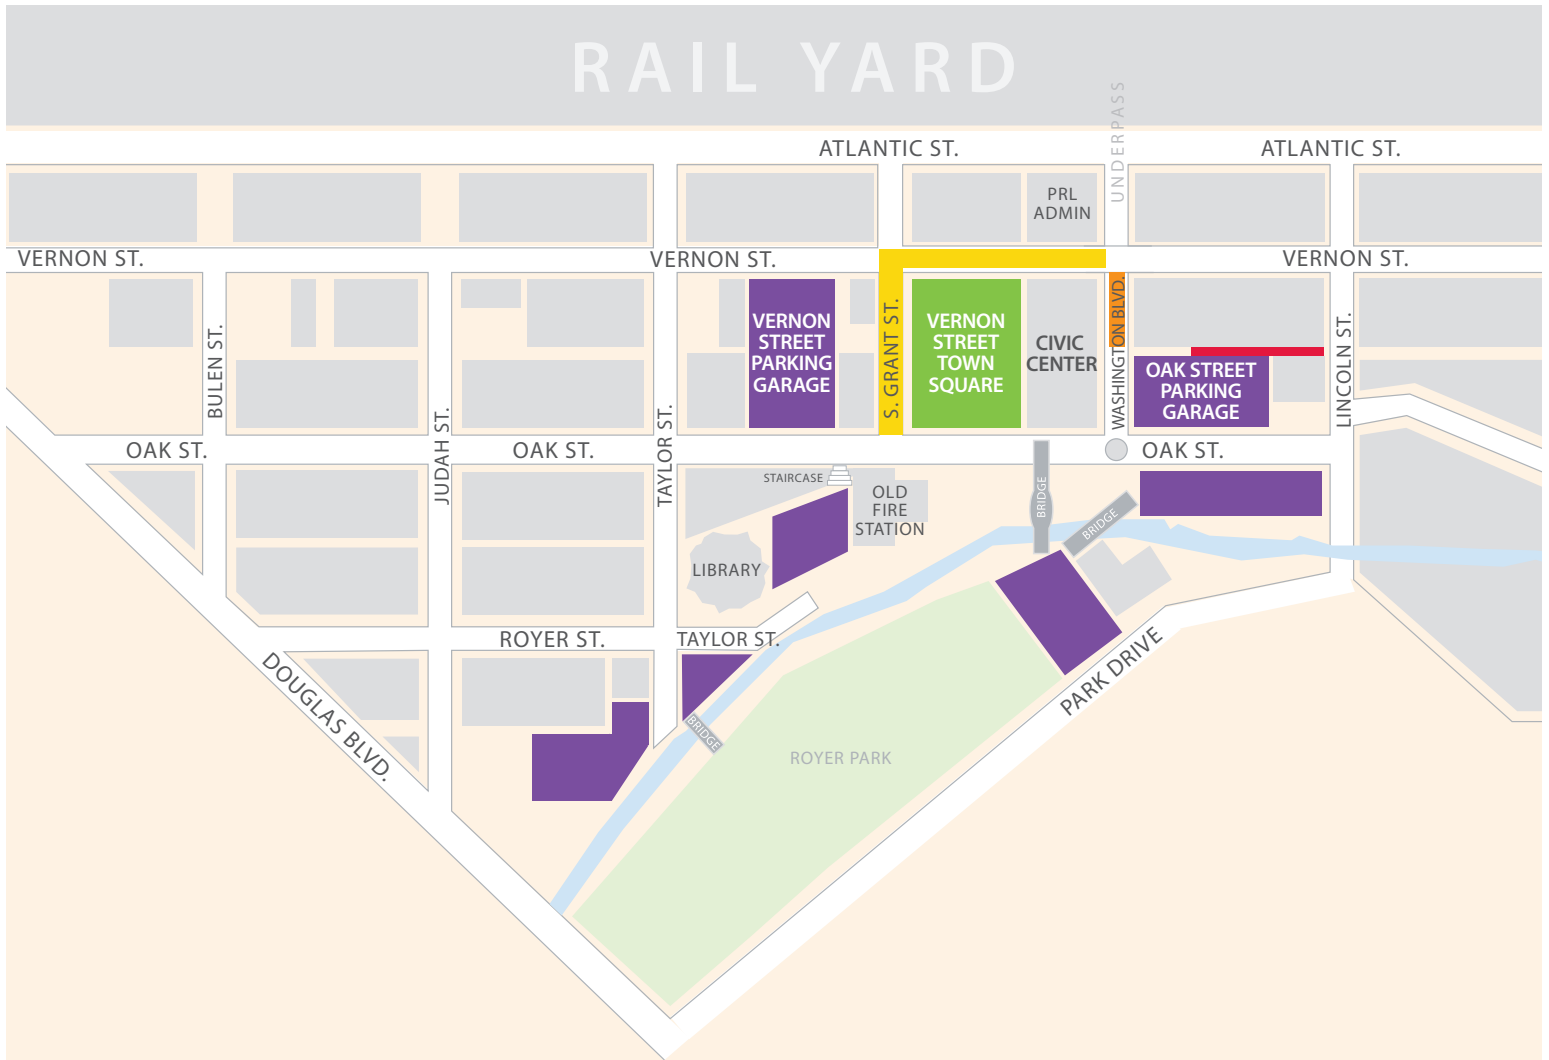 RAIL YARD
UNDERPASS
ATLANTIC ST.
ATLANTIC ST.
PRL
ADMIN
VERNON ST.
VERNON ST.
VERNON ST.
BULEN ST.
JUDAH ST.
TAYLOR ST.
VERNON
STREET
PARKING
GARAGE
S. GRANT ST.
VERNON
STREET
TOWN
SQUARE
CIVIC
CENTER
WASHINGTON BLVD.
OAK STREET
PARKING
GARAGE
LINCOLN ST.
OAK ST.
OAK ST.
OAK ST.
STAIRCASE
OLD
FIRE
STATION
BRIDGE
BRIDGE
LIBRARY
ROYER ST.
TAYLOR ST.
DOUGLAS BLVD.
BRIDGE
PARK DRIVE
ROYER PARK